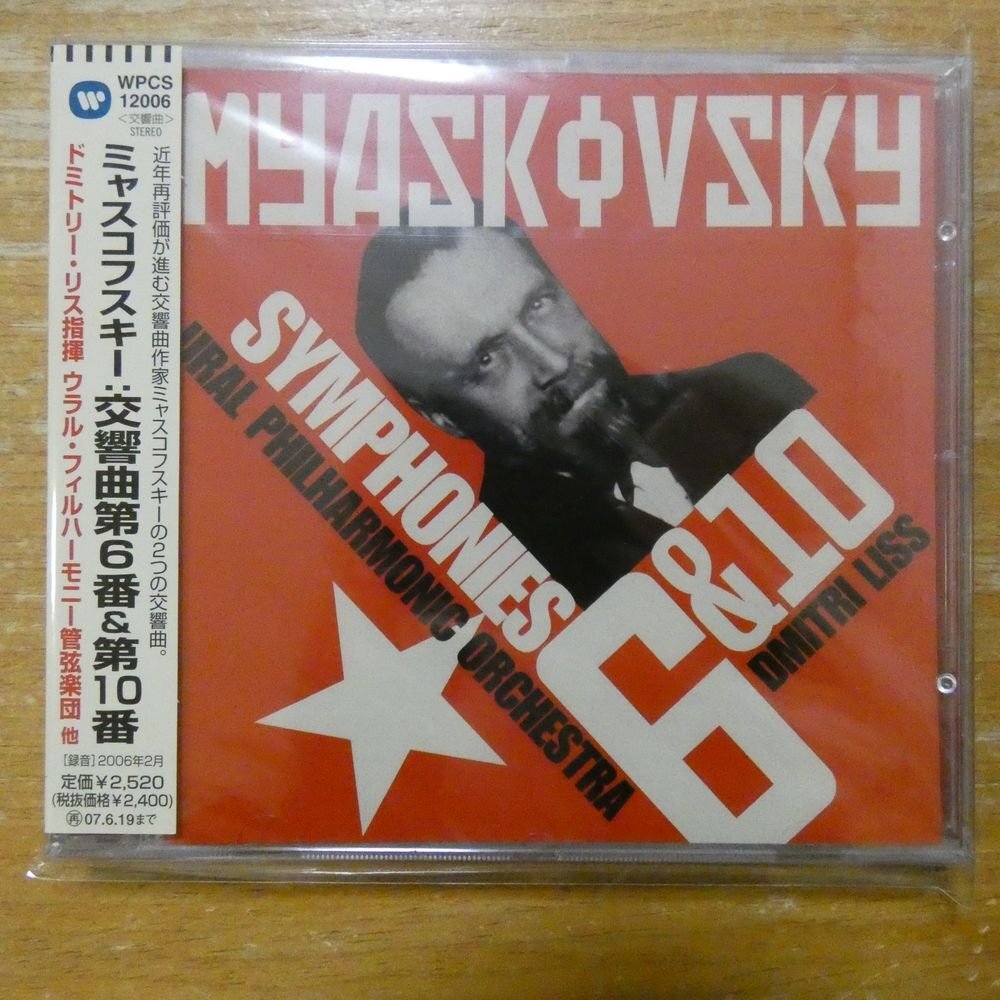 WPCS
12006
〈交響曲〉
STEREO
近年再評価が進む交響曲作家ミャスコフスキーの2つの交響曲。
ミャスコフスキー:交響曲第6番&第10番
ドミトリー・リス指揮 ウラル・フィルハーモニー管弦楽団 他
[録音]2006年2月
定価¥2,520
(税抜価格¥2,400)
再07.6.19まで
MYASKOVSKY
SYMPHONIES
6&10
URAL PHILHARMONIC ORCHESTRA
DMITRI LISS